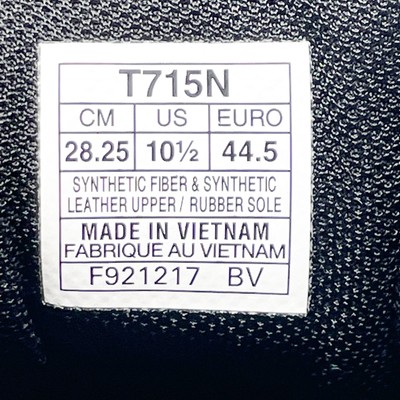 T715N
CM US EURO
28.25 10½ 44.5
SYNTHETIC FIBER & SYNTHETIC
LEATHER UPPER / RUBBER SOLE
MADE IN VIETNAM
FABRIQUE AU VIETNAM
F921217 BV